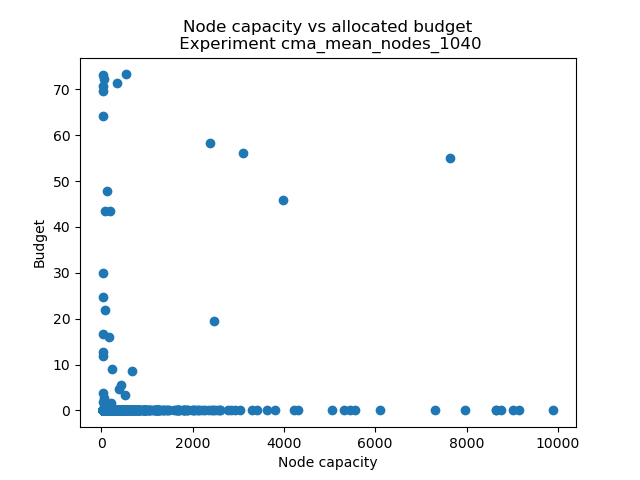 Node capacity vs allocated budget
Experiment cma_mean_nodes_1040
70
60
50
40
30
20
10
0
Budget
0 2000 4000 6000 8000 10000
Node capacity